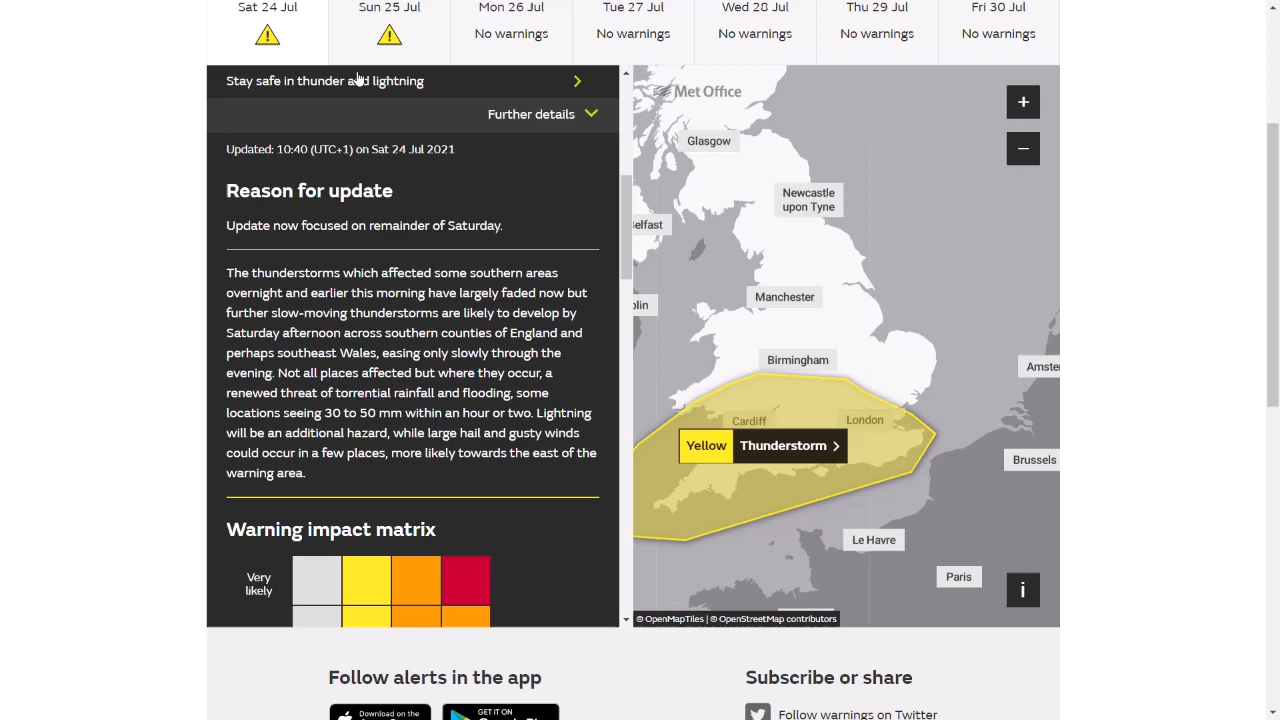 Sat 24 Jul
Sun 25 Jul
Mon 26 Jul
Tue 27 Jul
Wed 28 Jul
Thu 29 Jul
Fri 30 Jul
No warnings
No warnings
No warnings
No warnings
No warnings
Stay safe in thunder and lightning
Further details
Updated: 10:40 (UTC+1) on Sat 24 Jul 2021
Reason for update
Update now focused on remainder of Saturday.
The thunderstorms which affected some southern areas
overnight and earlier this morning have largely faded now but
further slow-moving thunderstorms are likely to develop by
Saturday afternoon across southern counties of England and
perhaps southeast Wales, easing only slowly through the
evening. Not all places affected but where they occur, a
renewed threat of torrential rainfall and flooding, some
locations seeing 30 to 50 mm within an hour or two. Lightning
will be an additional hazard, while large hail and gusty winds
could occur in a few places, more likely towards the east of the
warning area.
Warning impact matrix
Very
likely
Met Office
+
−
Glasgow
Newcastle
upon Tyne
elfast
Manchester
blin
Birmingham
Amster
Cardiff
London
Yellow Thunderstorm
Brussels
Le Havre
Paris
i
© OpenMapTiles | © OpenStreetMap contributors
Follow alerts in the app
Download on the
GET IT ON
Subscribe or share
Follow warnings on Twitter